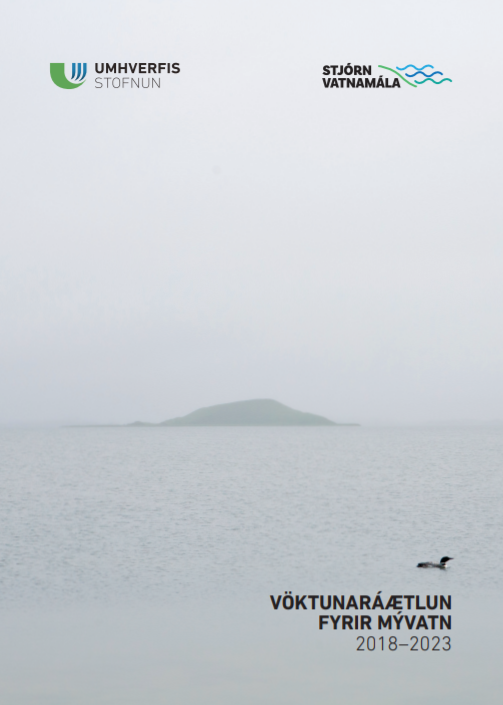 UMHVERFIS
STOFNUN
STJÓRN
VATNAMÁLA
VÖKTUNARÁÆTLUN
FYRIR MÝVATN
2018–2023